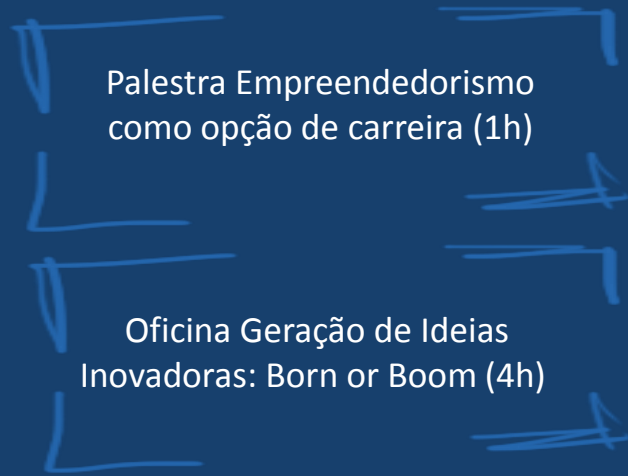 Palestra Empreendedorismo
como opção de carreira (1h)
Oficina Geração de Ideias
Inovadoras: Born or Boom (4h)